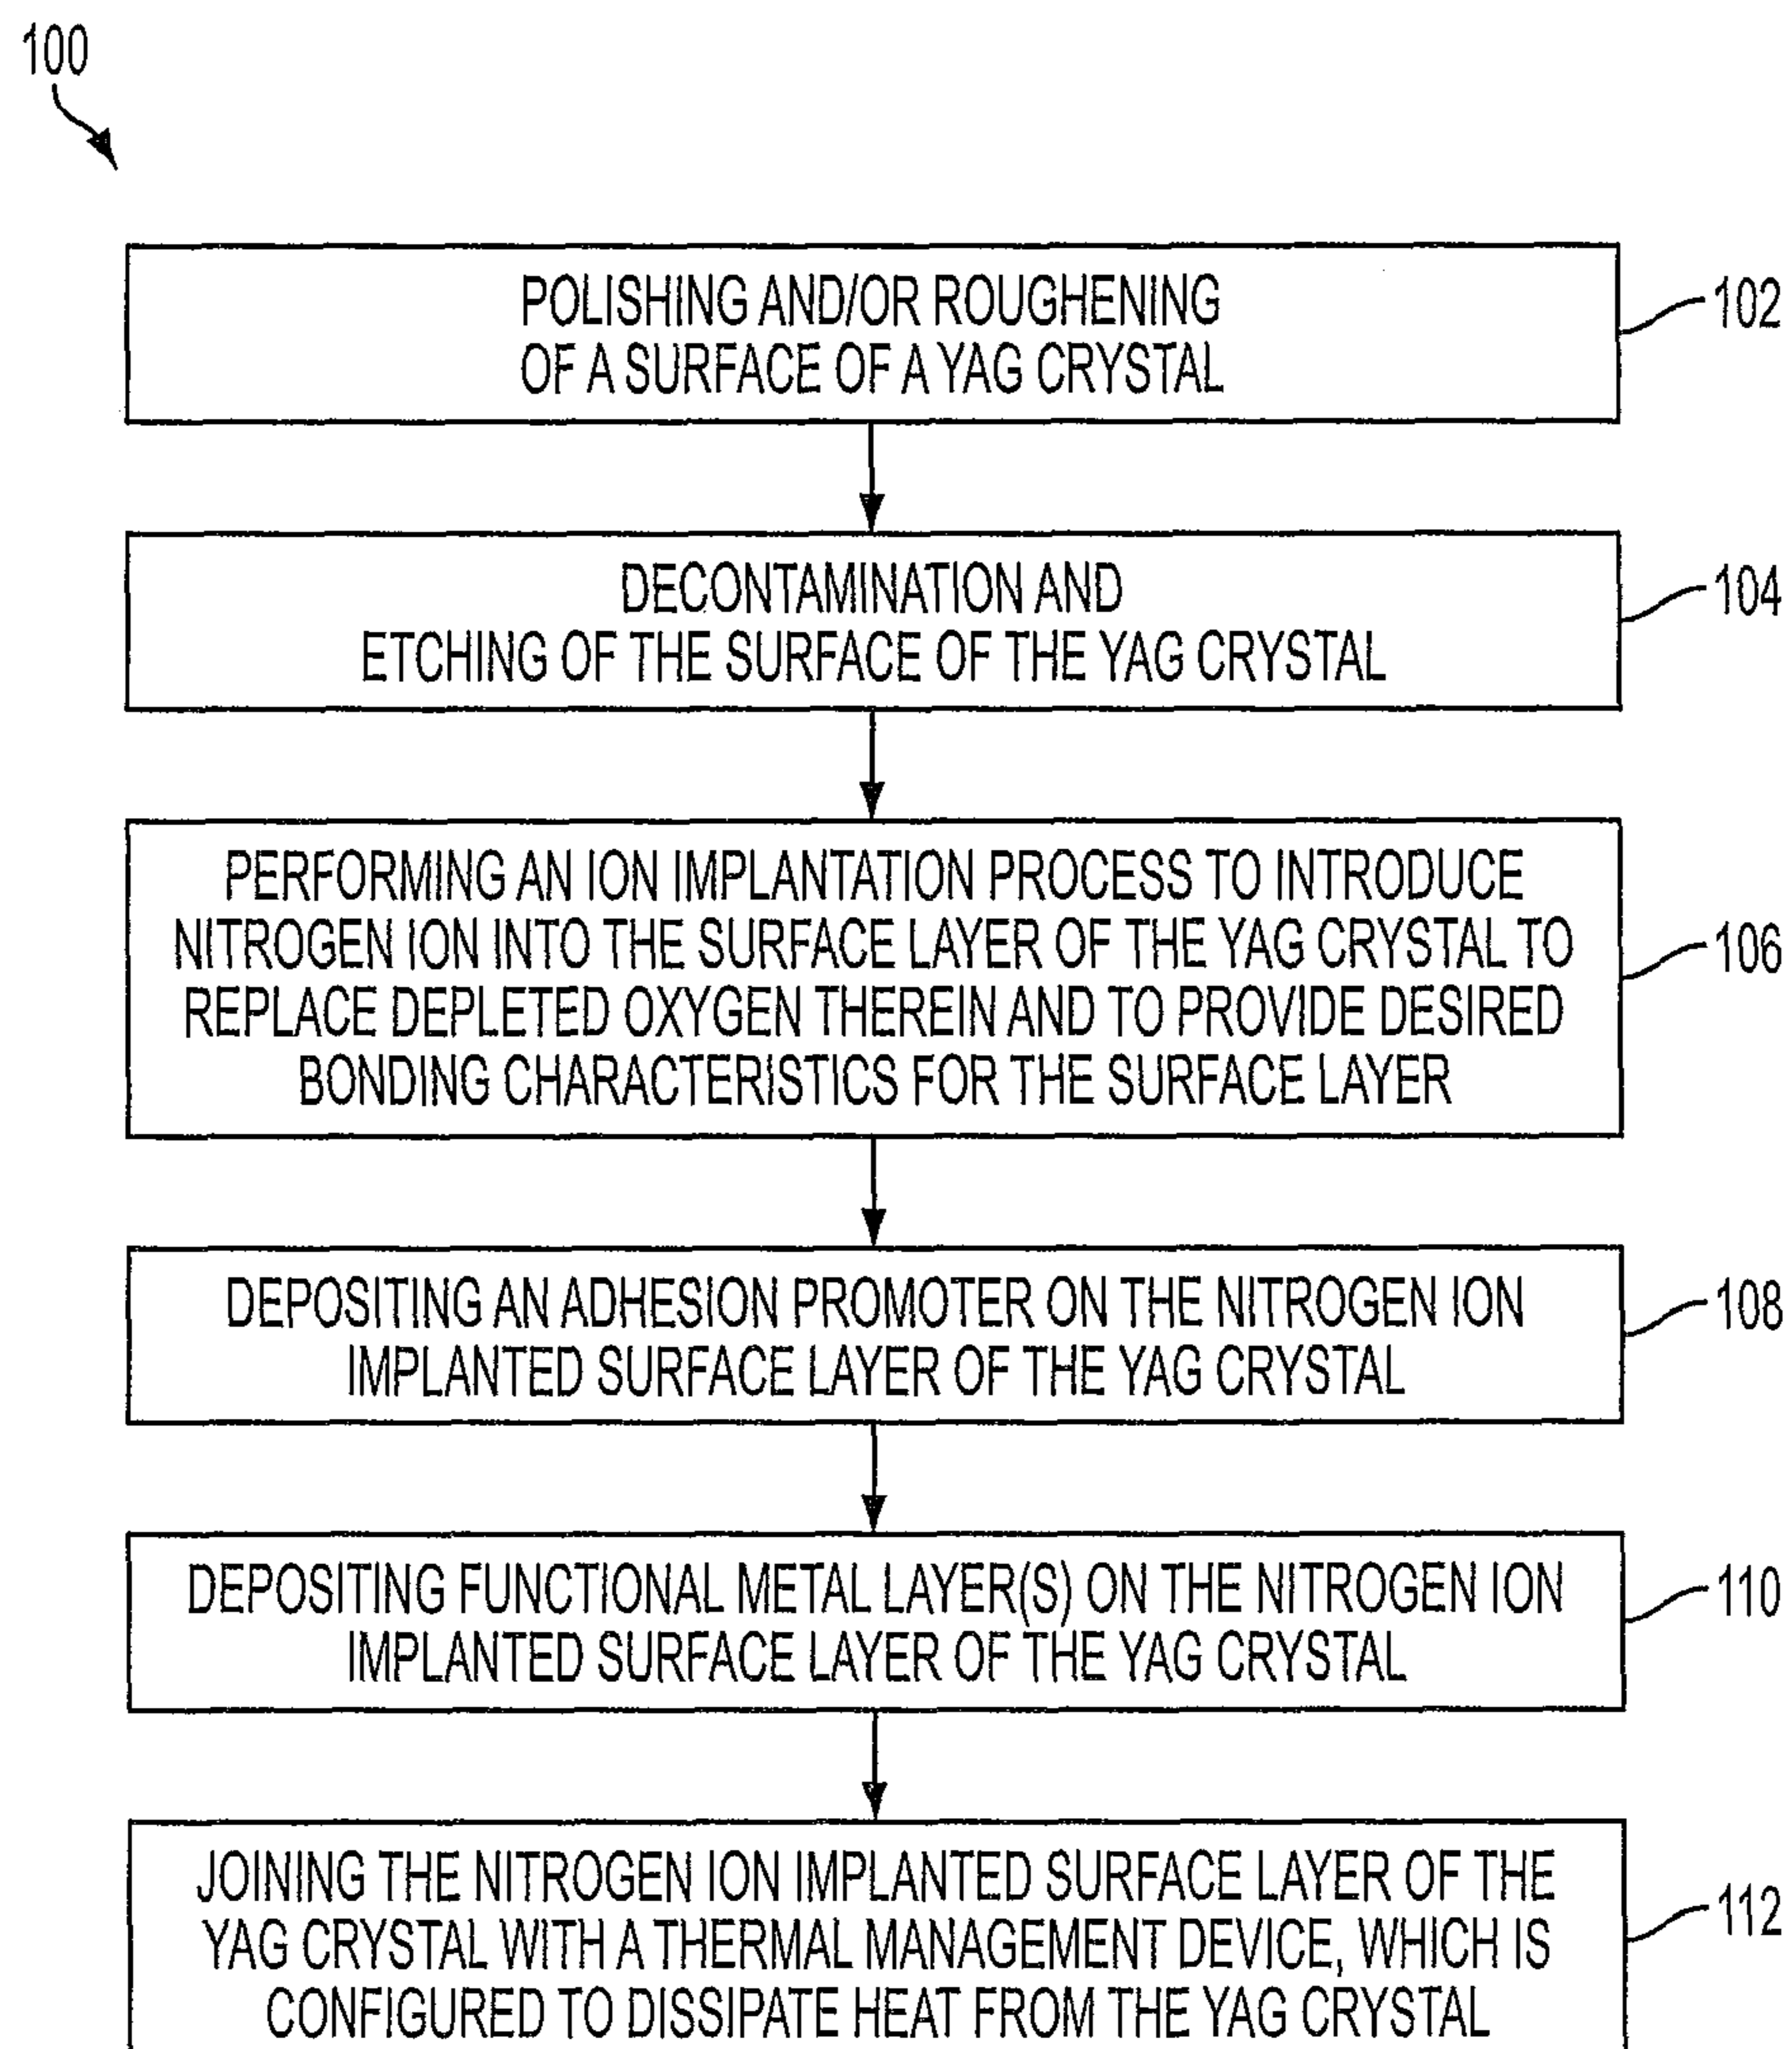 100
POLISHING AND/OR ROUGHENING
OF A SURFACE OF A YAG CRYSTAL
102
DECONTAMINATION AND
ETCHING OF THE SURFACE OF THE YAG CRYSTAL
104
PERFORMING AN ION IMPLANTATION PROCESS TO INTRODUCE
NITROGEN ION INTO THE SURFACE LAYER OF THE YAG CRYSTAL TO
REPLACE DEPLETED OXYGEN THEREIN AND TO PROVIDE DESIRED
BONDING CHARACTERISTICS FOR THE SURFACE LAYER
106
DEPOSITING AN ADHESION PROMOTER ON THE NITROGEN ION
IMPLANTED SURFACE LAYER OF THE YAG CRYSTAL
108
DEPOSITING FUNCTIONAL METAL LAYER(S) ON THE NITROGEN ION
IMPLANTED SURFACE LAYER OF THE YAG CRYSTAL
110
JOINING THE NITROGEN ION IMPLANTED SURFACE LAYER OF THE
YAG CRYSTAL WITH A THERMAL MANAGEMENT DEVICE, WHICH IS
CONFIGURED TO DISSIPATE HEAT FROM THE YAG CRYSTAL
112